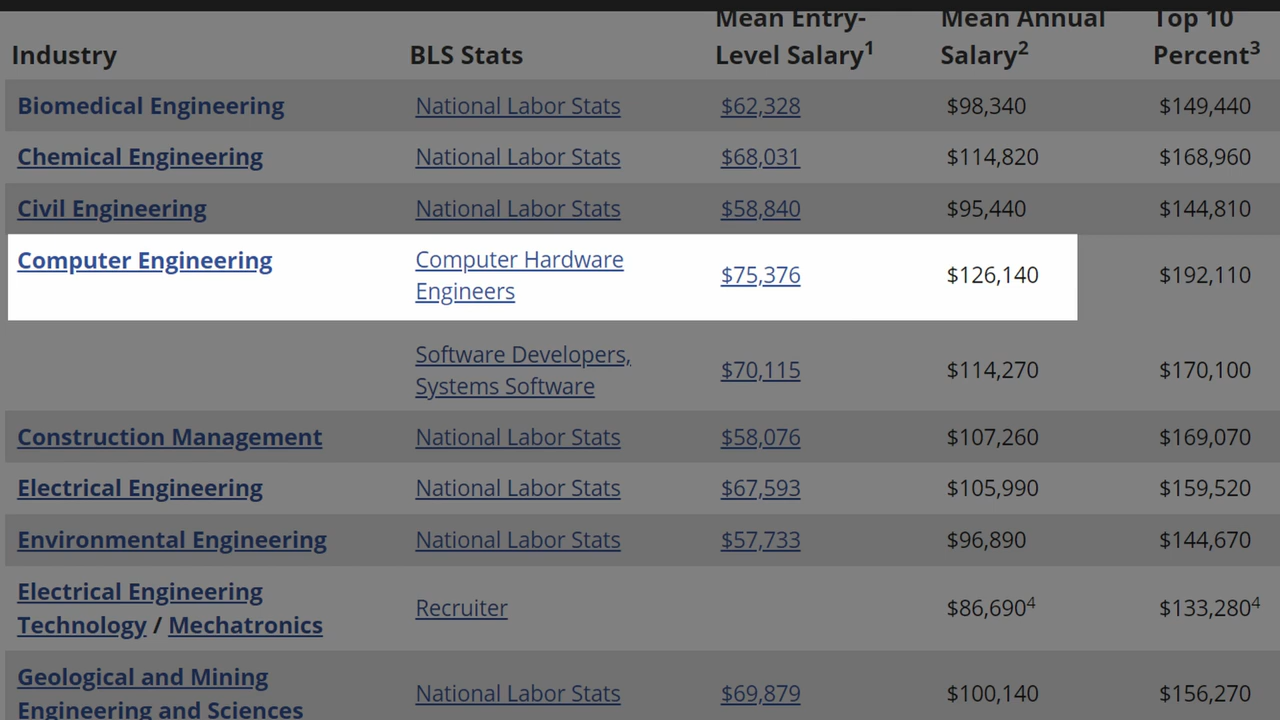 Industry BLS Stats Mean Entry-Level Salary1 Mean Annual Salary2 Top 10 Percent3
Biomedical Engineering National Labor Stats $62,328 $98,340 $149,440
Chemical Engineering National Labor Stats $68,031 $114,820 $168,960
Civil Engineering National Labor Stats $58,840 $95,440 $144,810
Computer Engineering Computer Hardware Engineers $75,376 $126,140 $192,110
Software Developers, Systems Software $70,115 $114,270 $170,100
Construction Management National Labor Stats $58,076 $107,260 $169,070
Electrical Engineering National Labor Stats $67,593 $105,990 $159,520
Environmental Engineering National Labor Stats $57,733 $96,890 $144,670
Electrical Engineering Technology / Mechatronics Recruiter $86,6904 $133,2804
Geological and Mining Engineering and Sciences National Labor Stats $69,879 $100,140 $156,270